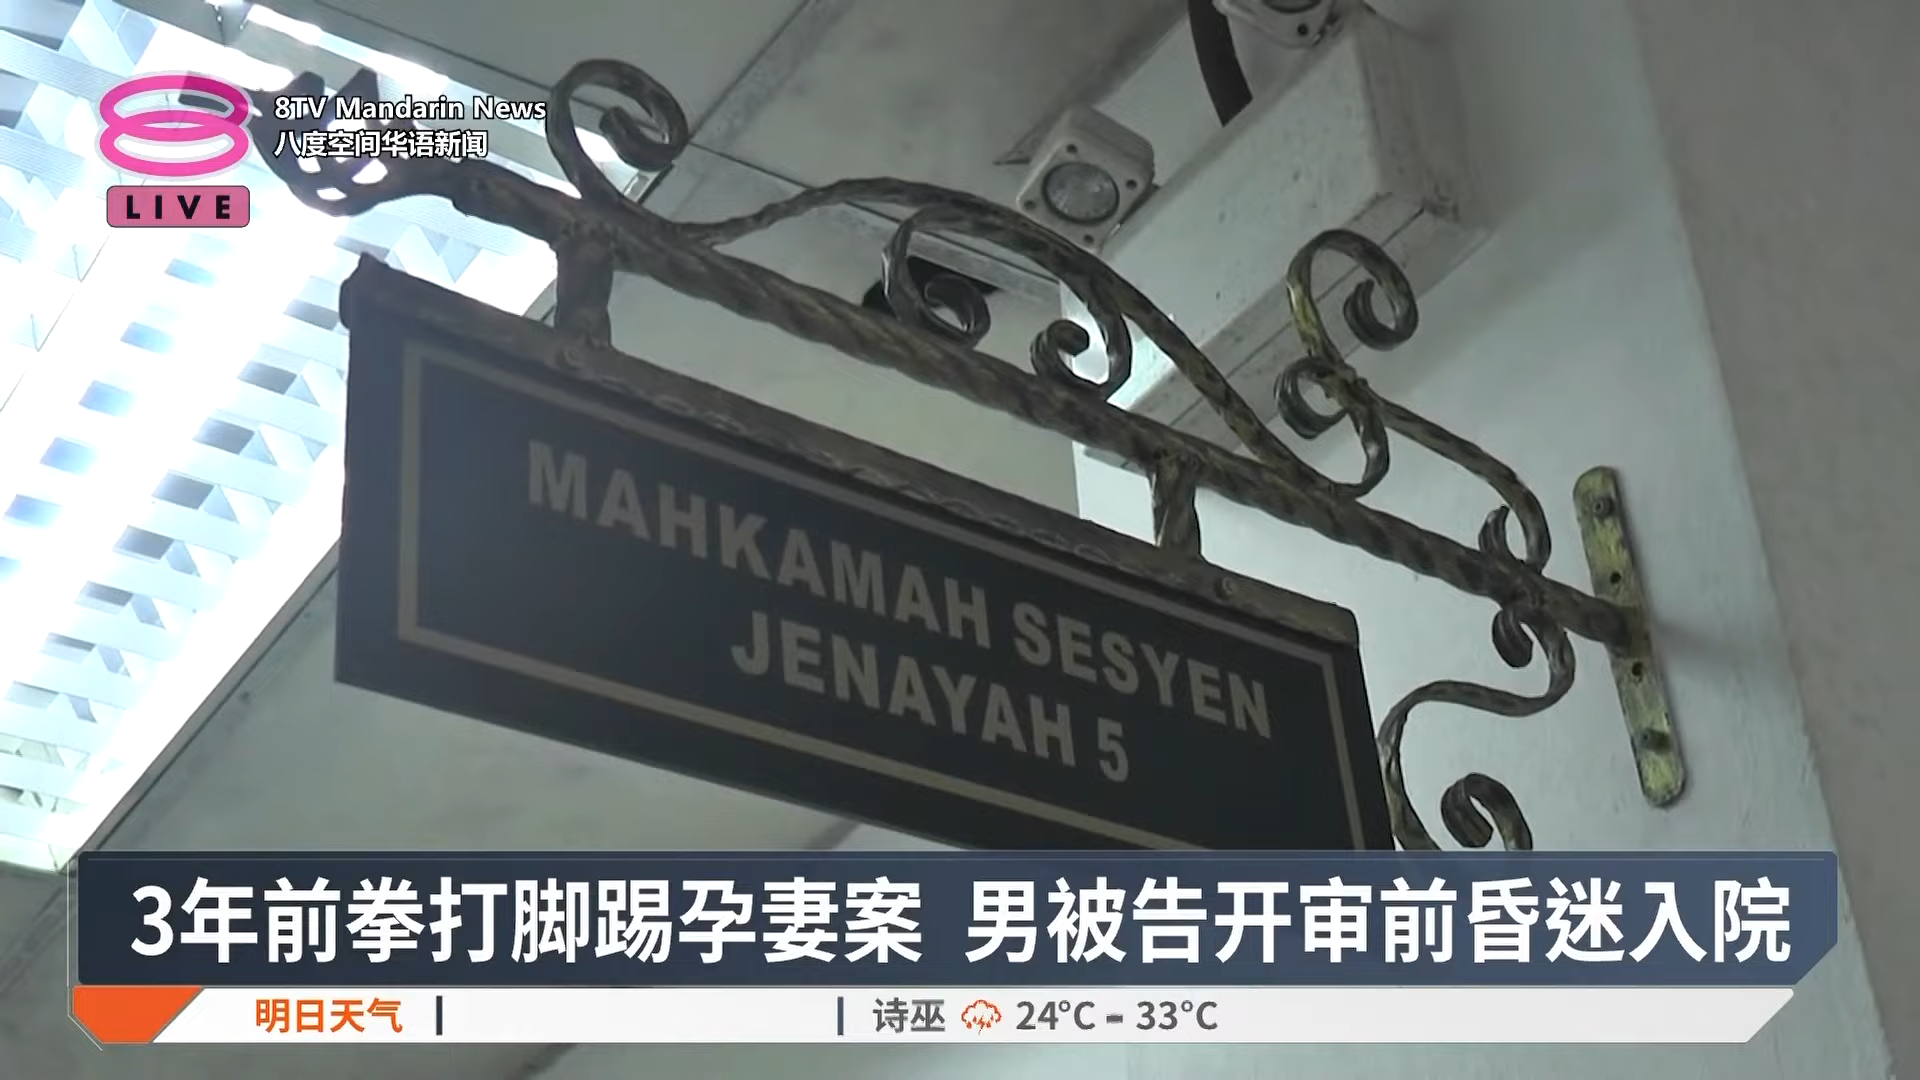 8TV Mandarin News
八度空间华语新闻
LIVE
MAHKAMAH SESYEN
JENAYAH 5
3年前拳打脚踢孕妻案 男被告开审前昏迷入院
明日天气 | | 诗巫 24°C - 33°C